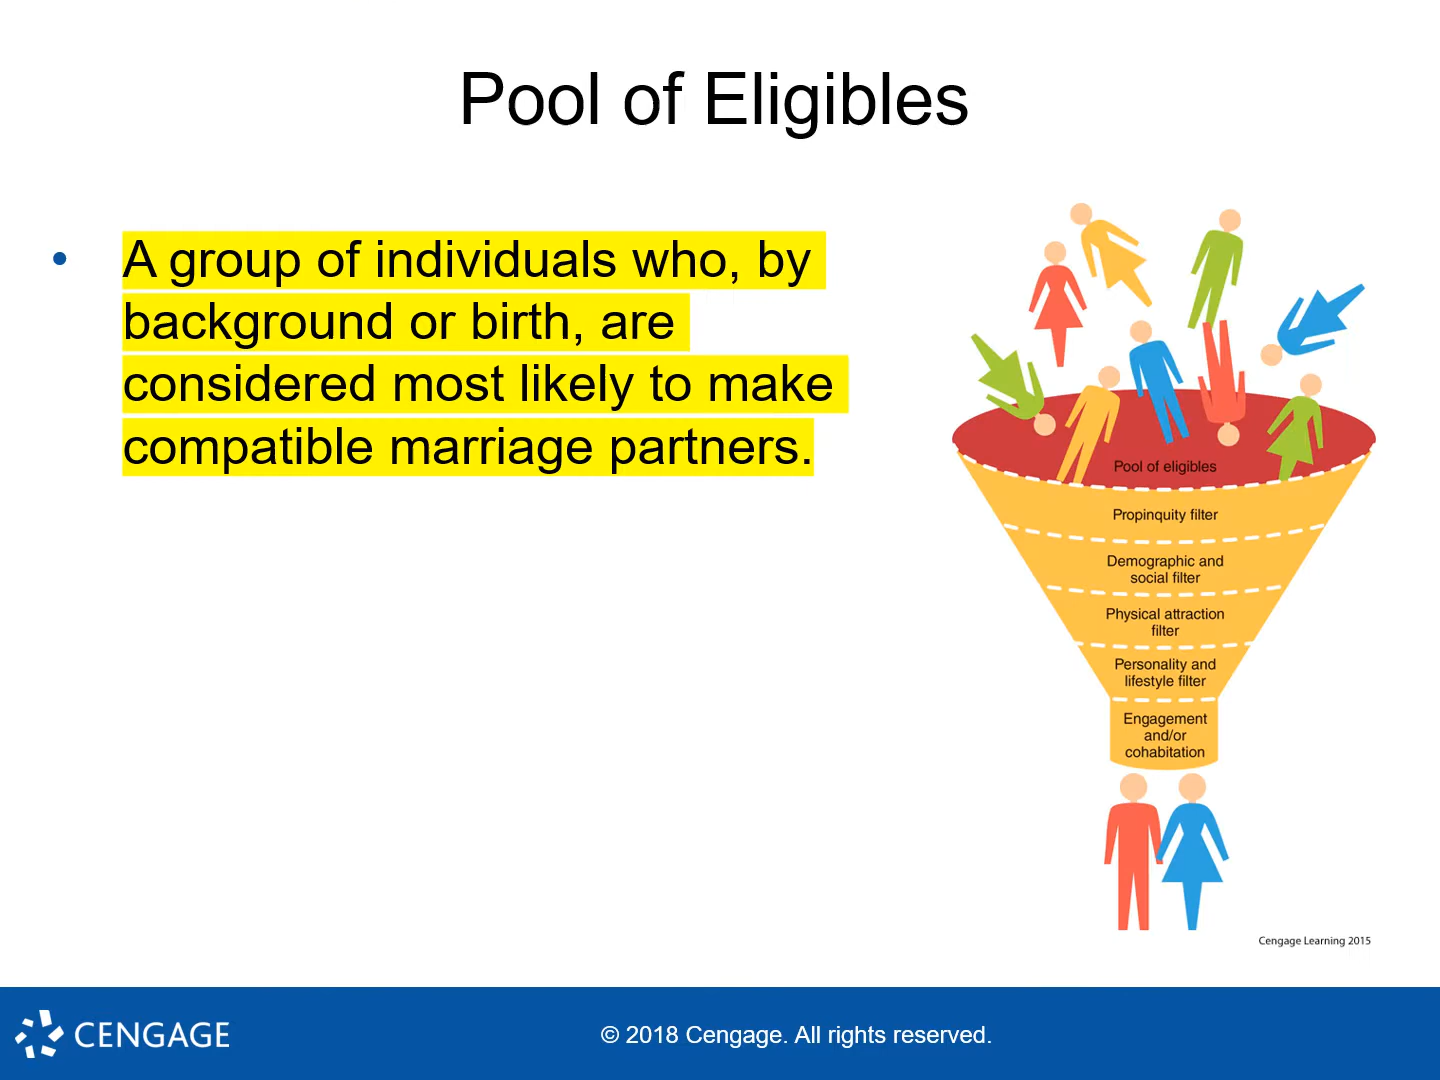 Pool of Eligibles
• A group of individuals who, by
background or birth, are
considered most likely to make
compatible marriage partners.
Pool of eligibles
Propinquity filter
Demographic and
social filter
Physical attraction
filter
Personality and
lifestyle filter
Engagement
and/or
cohabitation
Cengage Learning 2015
CENGAGE
© 2018 Cengage. All rights reserved.